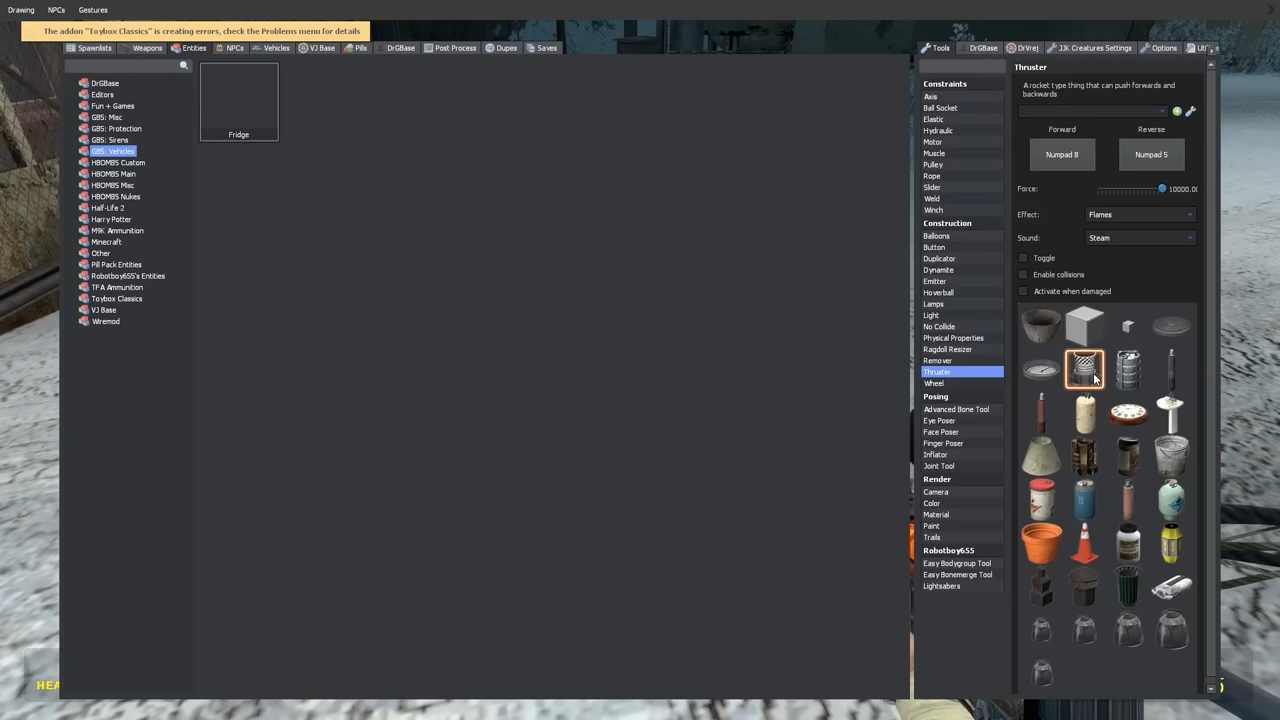 Drawing NPCs Gestures
The addon "Toybox Classics" is creating errors, check the Problems menu for details
Spawnlists Weapons Entities NPCs Vehicles VJ Base Pills DrGBase Post Process Dupes Saves
Tools DrGBase DrVrej JJK Creatures Settings Options
DrGBase
Editors
Fun + Games
GB5: Misc
GB5: Protection
GB5: Sirens
GB5: Vehicles
HBOMBS Custom
HBOMBS Main
HBOMBS Misc
HBOMBS Nukes
Half-Life 2
Harry Potter
M9K Ammunition
Minecraft
Other
Pill Pack Entities
Robotboy655's Entities
TFA Ammunition
Toybox Classics
VJ Base
Wiremod
Fridge
Constraints
Axis
Ball Socket
Elastic
Hydraulic
Motor
Muscle
Pulley
Rope
Slider
Weld
Winch
Construction
Balloons
Button
Duplicator
Dynamite
Emitter
Hoverball
Lamps
Light
No Collide
Physical Properties
Ragdoll Resizer
Remover
Thruster
Wheel
Posing
Advanced Bone Tool
Eye Poser
Face Poser
Finger Poser
Inflator
Joint Tool
Render
Camera
Color
Material
Paint
Trails
Robotboy655
Easy Bodygroup Tool
Easy Bonemerge Tool
Lightsabers
Thruster
A rocket type thing that can push forwards and
backwards
Forward Reverse
Numpad 8 Numpad 5
Force: 10000.0
Effect: Flames
Sound: Steam
Toggle
Enable collisions
Activate when damaged
HEA